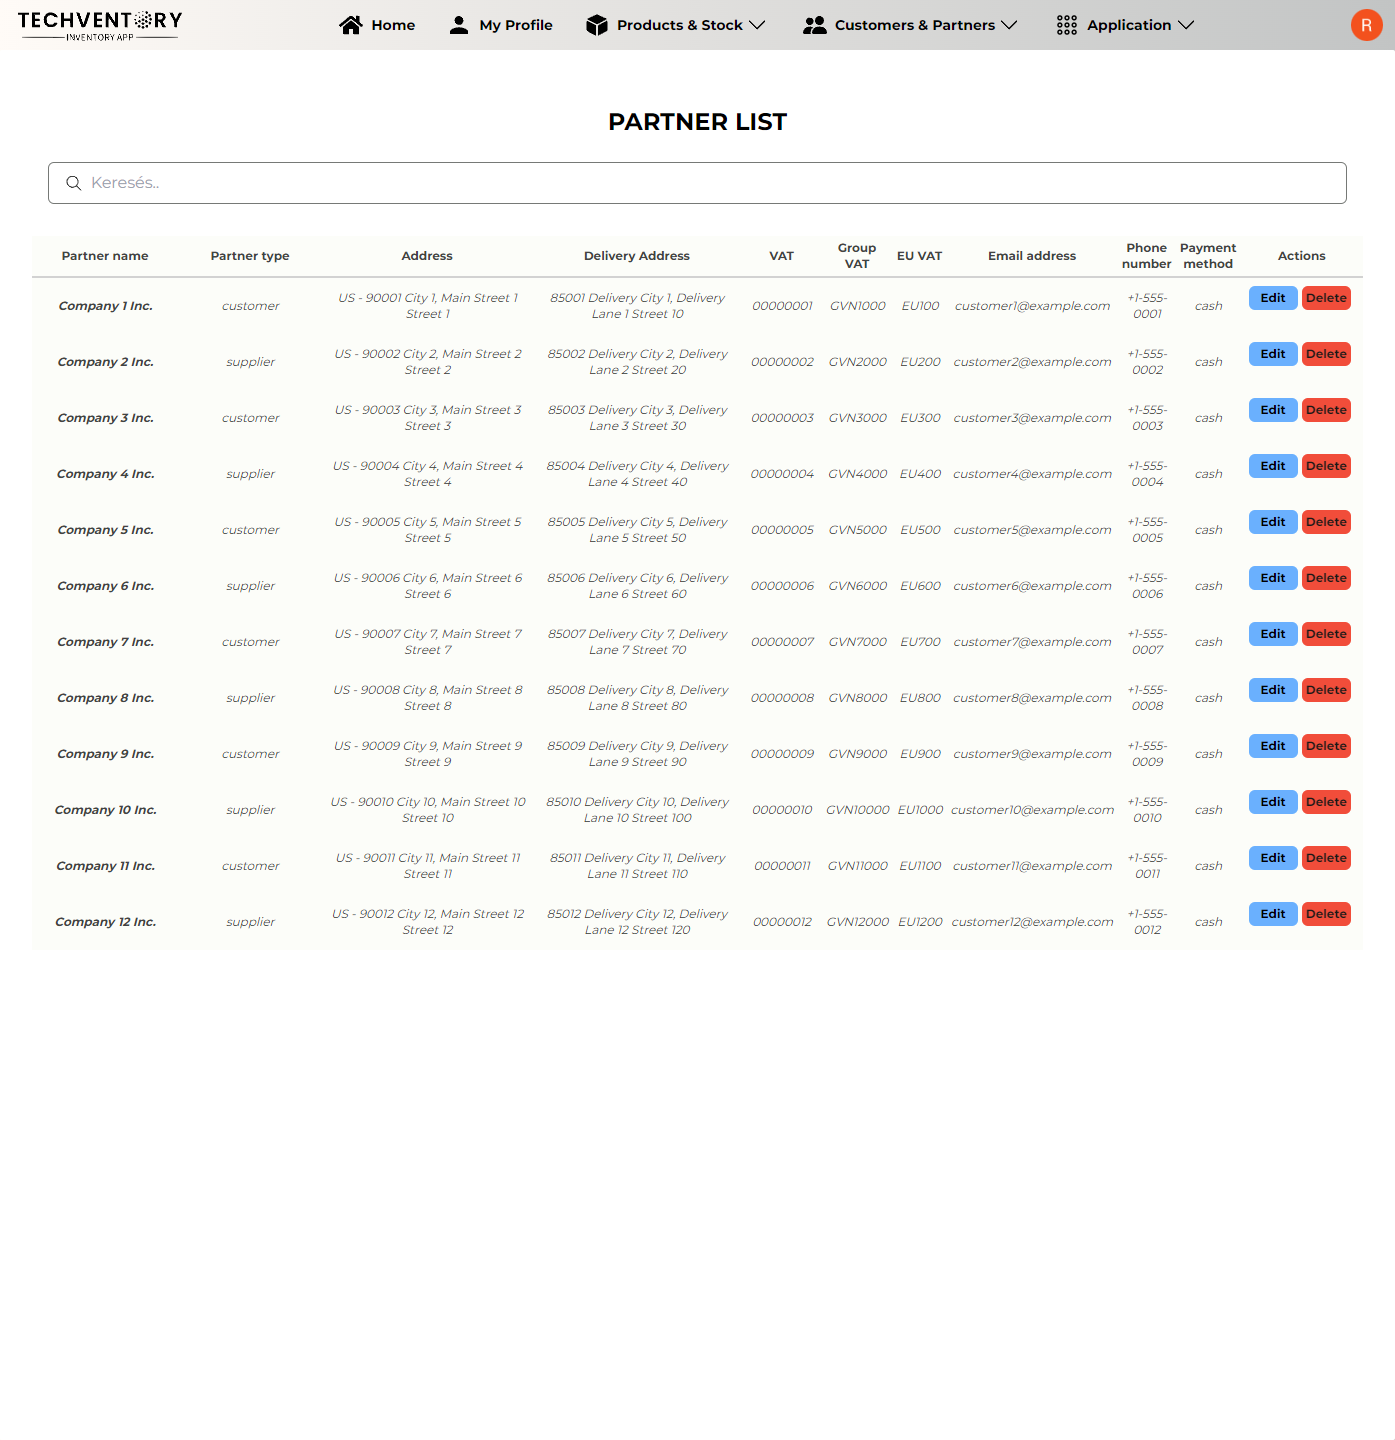 TECHVENTORY
INVENTORY APP
Home My Profile Products & Stock Customers & Partners Application R
PARTNER LIST
Keresés..
Partner name Partner type Address Delivery Address VAT Group VAT EU VAT Email address Phone number Payment method Actions
Company 1 Inc. customer US - 90001 City 1, Main Street 1 Street 1 85001 Delivery City 1, Delivery Lane 1 Street 10 00000001 GVN1000 EU100 customer1@example.com +1-555-0001 cash Edit Delete
Company 2 Inc. supplier US - 90002 City 2, Main Street 2 Street 2 85002 Delivery City 2, Delivery Lane 2 Street 20 00000002 GVN2000 EU200 customer2@example.com +1-555-0002 cash Edit Delete
Company 3 Inc. customer US - 90003 City 3, Main Street 3 Street 3 85003 Delivery City 3, Delivery Lane 3 Street 30 00000003 GVN3000 EU300 customer3@example.com +1-555-0003 cash Edit Delete
Company 4 Inc. supplier US - 90004 City 4, Main Street 4 Street 4 85004 Delivery City 4, Delivery Lane 4 Street 40 00000004 GVN4000 EU400 customer4@example.com +1-555-0004 cash Edit Delete
Company 5 Inc. customer US - 90005 City 5, Main Street 5 Street 5 85005 Delivery City 5, Delivery Lane 5 Street 50 00000005 GVN5000 EU500 customer5@example.com +1-555-0005 cash Edit Delete
Company 6 Inc. supplier US - 90006 City 6, Main Street 6 Street 6 85006 Delivery City 6, Delivery Lane 6 Street 60 00000006 GVN6000 EU600 customer6@example.com +1-555-0006 cash Edit Delete
Company 7 Inc. customer US - 90007 City 7, Main Street 7 Street 7 85007 Delivery City 7, Delivery Lane 7 Street 70 00000007 GVN7000 EU700 customer7@example.com +1-555-0007 cash Edit Delete
Company 8 Inc. supplier US - 90008 City 8, Main Street 8 Street 8 85008 Delivery City 8, Delivery Lane 8 Street 80 00000008 GVN8000 EU800 customer8@example.com +1-555-0008 cash Edit Delete
Company 9 Inc. customer US - 90009 City 9, Main Street 9 Street 9 85009 Delivery City 9, Delivery Lane 9 Street 90 00000009 GVN9000 EU900 customer9@example.com +1-555-0009 cash Edit Delete
Company 10 Inc. supplier US - 90010 City 10, Main Street 10 Street 10 85010 Delivery City 10, Delivery Lane 10 Street 100 00000010 GVN10000 EU1000 customer10@example.com +1-555-0010 cash Edit Delete
Company 11 Inc. customer US - 90011 City 11, Main Street 11 Street 11 85011 Delivery City 11, Delivery Lane 11 Street 110 00000011 GVN11000 EU1100 customer11@example.com +1-555-0011 cash Edit Delete
Company 12 Inc. supplier US - 90012 City 12, Main Street 12 Street 12 85012 Delivery City 12, Delivery Lane 12 Street 120 00000012 GVN12000 EU1200 customer12@example.com +1-555-0012 cash Edit Delete